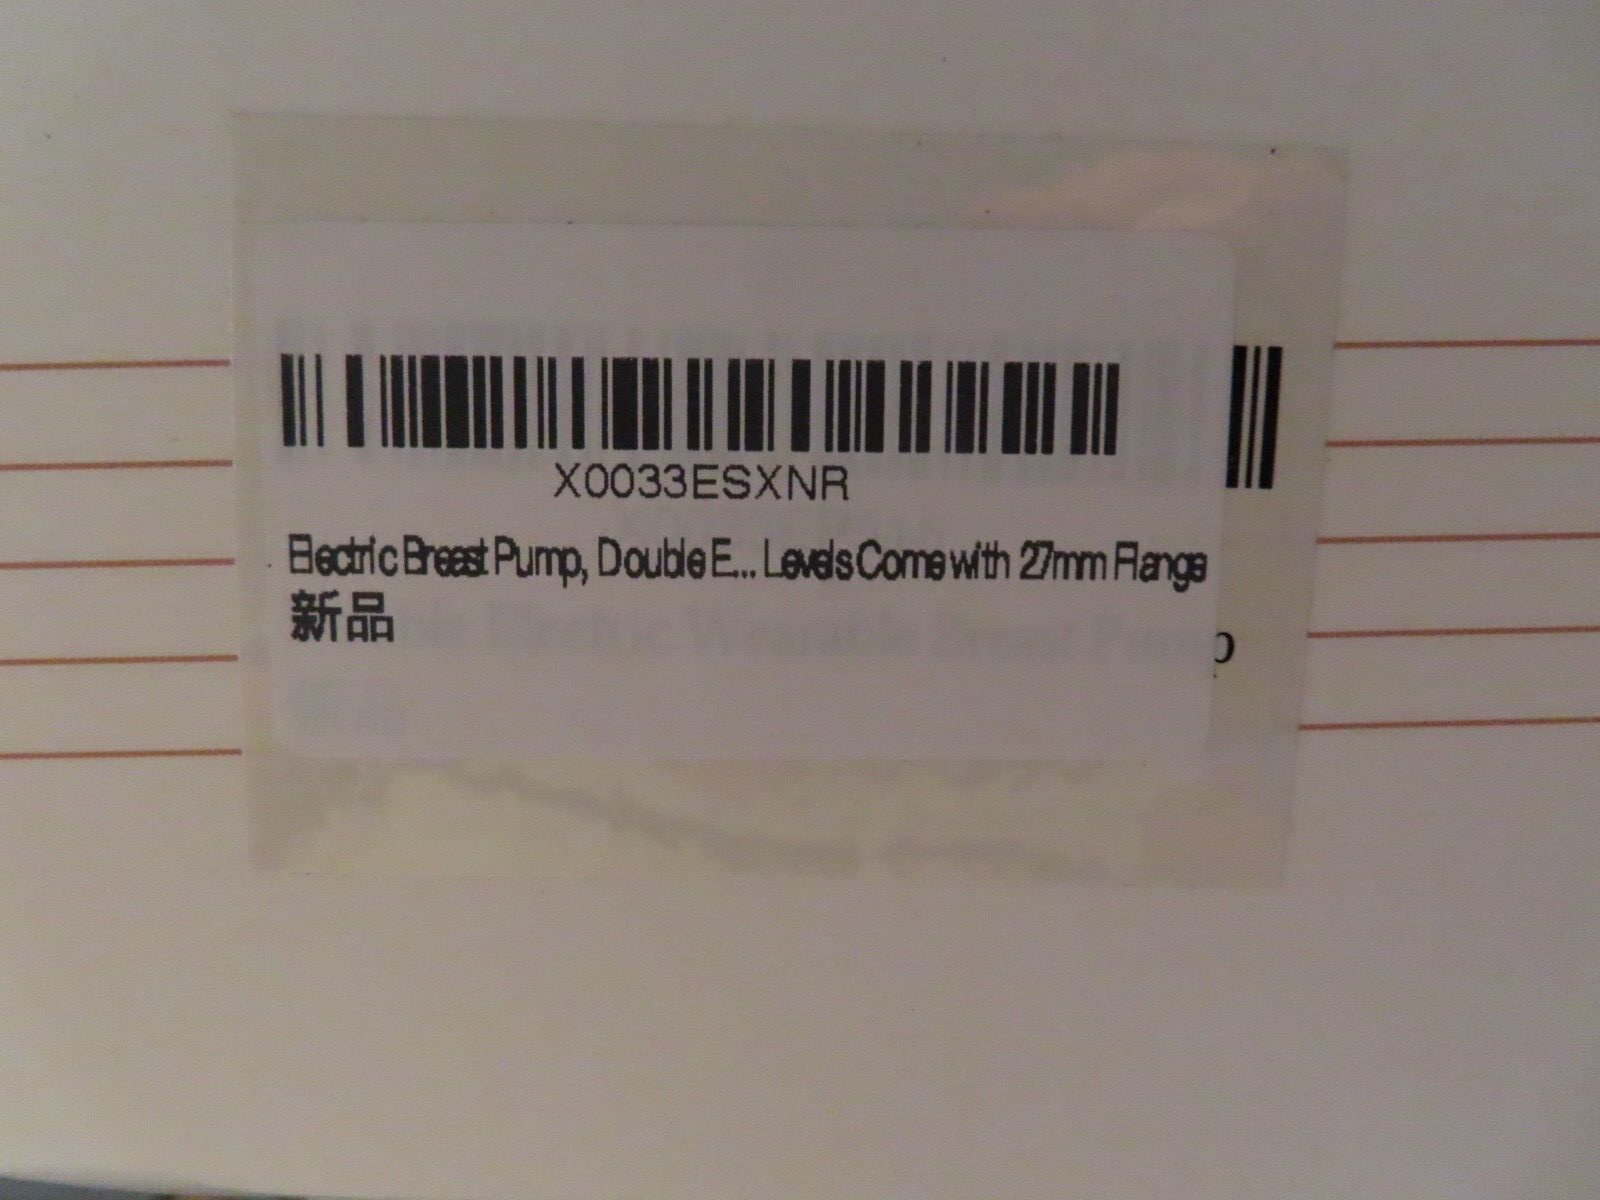 X0033ESXNR
Electric Breast Pump, Double E... Levels Come with 27mm Flange
新品
p